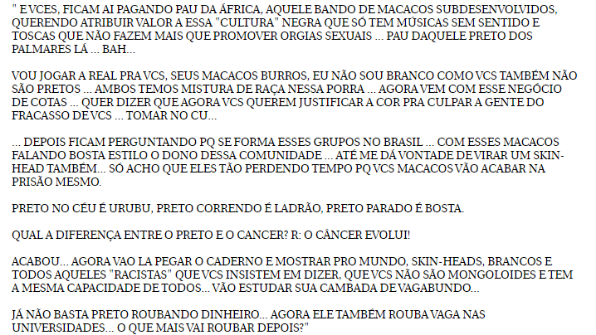 " E VCES, FICAM AI PAGANDO PAU DA ÁFRICA, AQUELE BANDO DE MACACOS SUBDESENVOLVIDOS,
QUERENDO ATRIBUIR VALOR A ESSA "CULTURA" NEGRA QUE SÓ TEM MÚSICAS SEM SENTIDO E
TOSCAS QUE NÃO FAZEM MAIS QUE PROMOVER ORGIAS SEXUAIS ... PAU DAQUELE PRETO DOS
PALMARES LÁ ... BAH...
VOU JOGAR A REAL PRA VCS, SEUS MACACOS BURROS, EU NÃO SOU BRANCO COMO VCS TAMBÉM NÃO
SÃO PRETOS ... AMBOS TEMOS MISTURA DE RAÇA NESSA PORRA ... AGORA VEM COM ESSE NEGÓCIO
DE COTAS ... QUER DIZER QUE AGORA VCS QUEREM JUSTIFICAR A COR PRA CULPAR A GENTE DO
FRACASSO DE VCS ... TOMAR NO CU...
... DEPOIS FICAM PERGUNTANDO PQ SE FORMA ESSES GRUPOS NO BRASIL ... COM ESSES MACACOS
FALANDO BOSTA ESTILO O DONO DESSA COMUNIDADE ... ATÉ ME DÁ VONTADE DE VIRAR UM SKIN-
HEAD TAMBÉM... SÓ ACHO QUE ELES TÃO PERDENDO TEMPO PQ VCS MACACOS VÃO ACABAR NA
PRISÃO MESMO.
PRETO NO CÉU É URUBU, PRETO CORRENDO É LADRÃO, PRETO PARADO É BOSTA.
QUAL A DIFERENÇA ENTRE O PRETO E O CANCER? R: O CÂNCER EVOLUI!
ACABOU... AGORA VAO LA PEGAR O CADERNO E MOSTRAR PRO MUNDO, SKIN-HEADS, BRANCOS E
TODOS AQUELES "RACISTAS" QUE VCS INSISTEM EM DIZER, QUE VCS NÃO SÃO MONGOLOIDES E TEM
A MESMA CAPACIDADE DE TODOS... VÃO ESTUDAR SUA CAMBADA DE VAGABUNDO...
JÁ NÃO BASTA PRETO ROUBANDO DINHEIRO... AGORA ELE TAMBÉM ROUBA VAGA NAS
UNIVERSIDADES... O QUE MAIS VAI ROUBAR DEPOIS?"